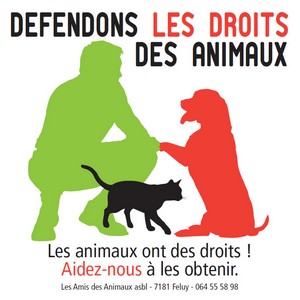 DEFENDONS LES DROITS
DES ANIMAUX
Les animaux ont des droits !
Aidez-nous à les obtenir.
Les Amis des Animaux asbl - 7181 Feluy - 064 55 58 98